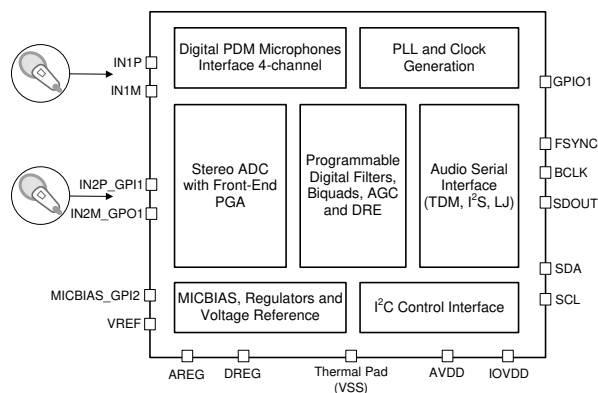 Digital PDM Microphones
Interface 4-channel
PLL and Clock
Generation
IN1P
IN1M
GPIO1
Stereo ADC
with Front-End
PGA
Programmable
Digital Filters,
Biquads, AGC
and DRE
Audio Serial
Interface
(TDM, I²S, LJ)
IN2P_GPI1
IN2M_GPO1
FSYNC
BCLK
SDOUT
SDA
SCL
MICBIAS_GPI2
VREF
MICBIAS, Regulators and
Voltage Reference
I²C Control Interface
AREG
DREG
Thermal Pad
(VSS)
AVDD
IOVDD